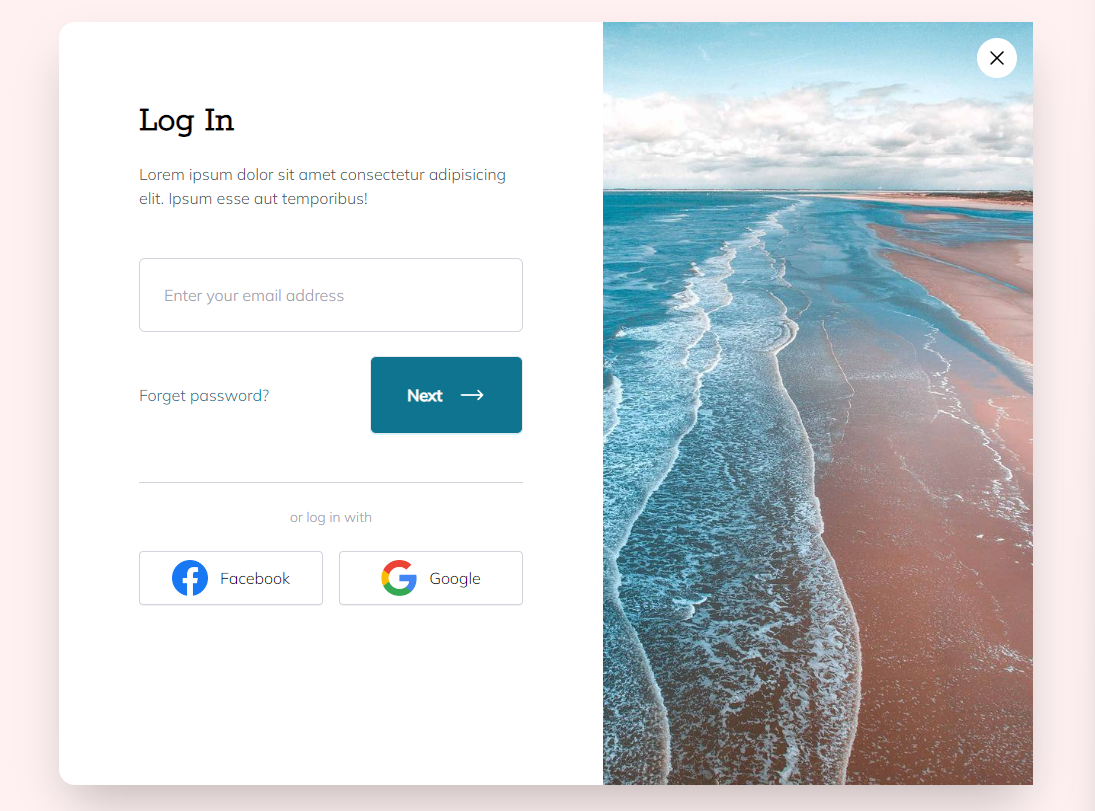 Log In
Lorem ipsum dolor sit amet consectetur adipisicing
elit. Ipsum esse aut temporibus!
Enter your email address
Forget password?
Next
or log in with
Facebook
Google